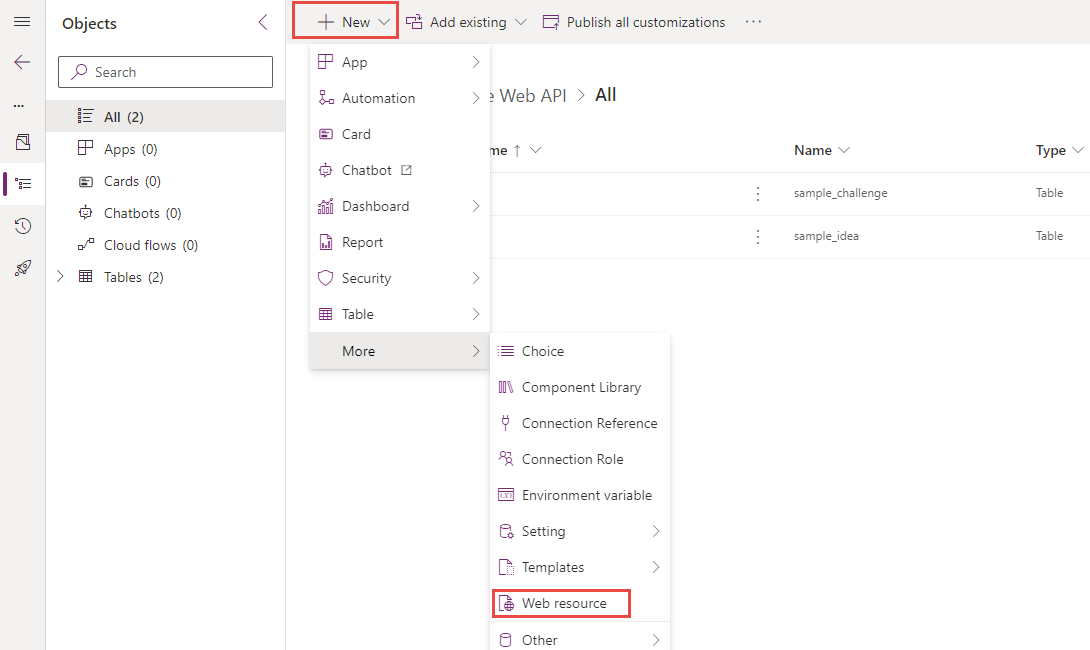 Objects
Search
All (2)
Apps (0)
Cards (0)
Chatbots (0)
Cloud flows (0)
Tables (2)
New
Add existing
Publish all customizations
...
App
Automation
Card
Chatbot
Dashboard
Report
Security
Table
More
Choice
Component Library
Connection Reference
Connection Role
Environment variable
Setting
Templates
Web resource
Other
e Web API > All
me ↑
Name
Type
sample_challenge
Table
sample_idea
Table